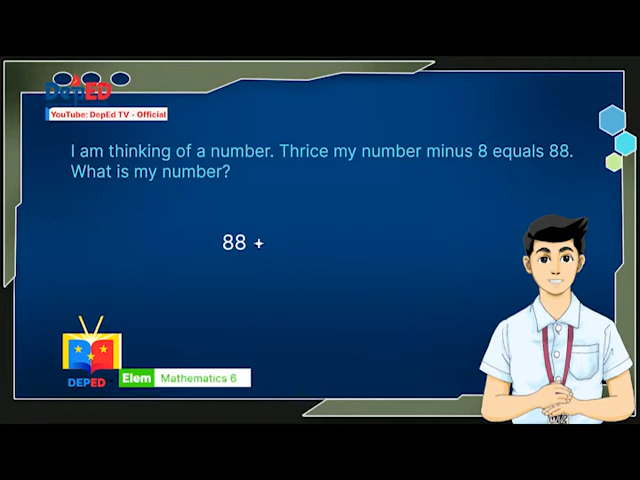 DepED
YouTube: DepEd TV - Official
I am thinking of a number. Thrice my number minus 8 equals 88.
What is my number?
88 +
DEPED
Elem Mathematics 6